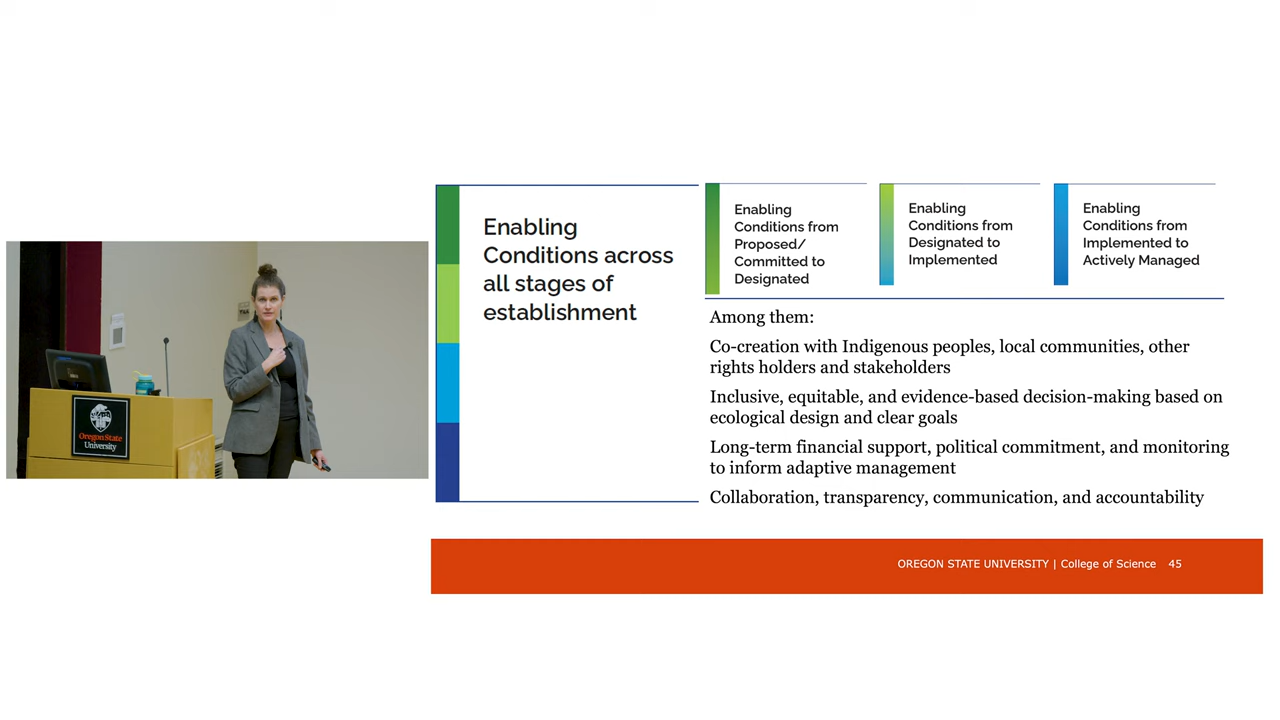 Enabling
Conditions across
all stages of
establishment
Enabling
Conditions from
Proposed/
Committed to
Designated
Enabling
Conditions from
Designated to
Implemented
Enabling
Conditions from
Implemented to
Actively Managed
Among them:
Co-creation with Indigenous peoples, local communities, other
rights holders and stakeholders
Inclusive, equitable, and evidence-based decision-making based on
ecological design and clear goals
Long-term financial support, political commitment, and monitoring
to inform adaptive management
Collaboration, transparency, communication, and accountability
OREGON STATE UNIVERSITY | College of Science 45
Oregon State
University